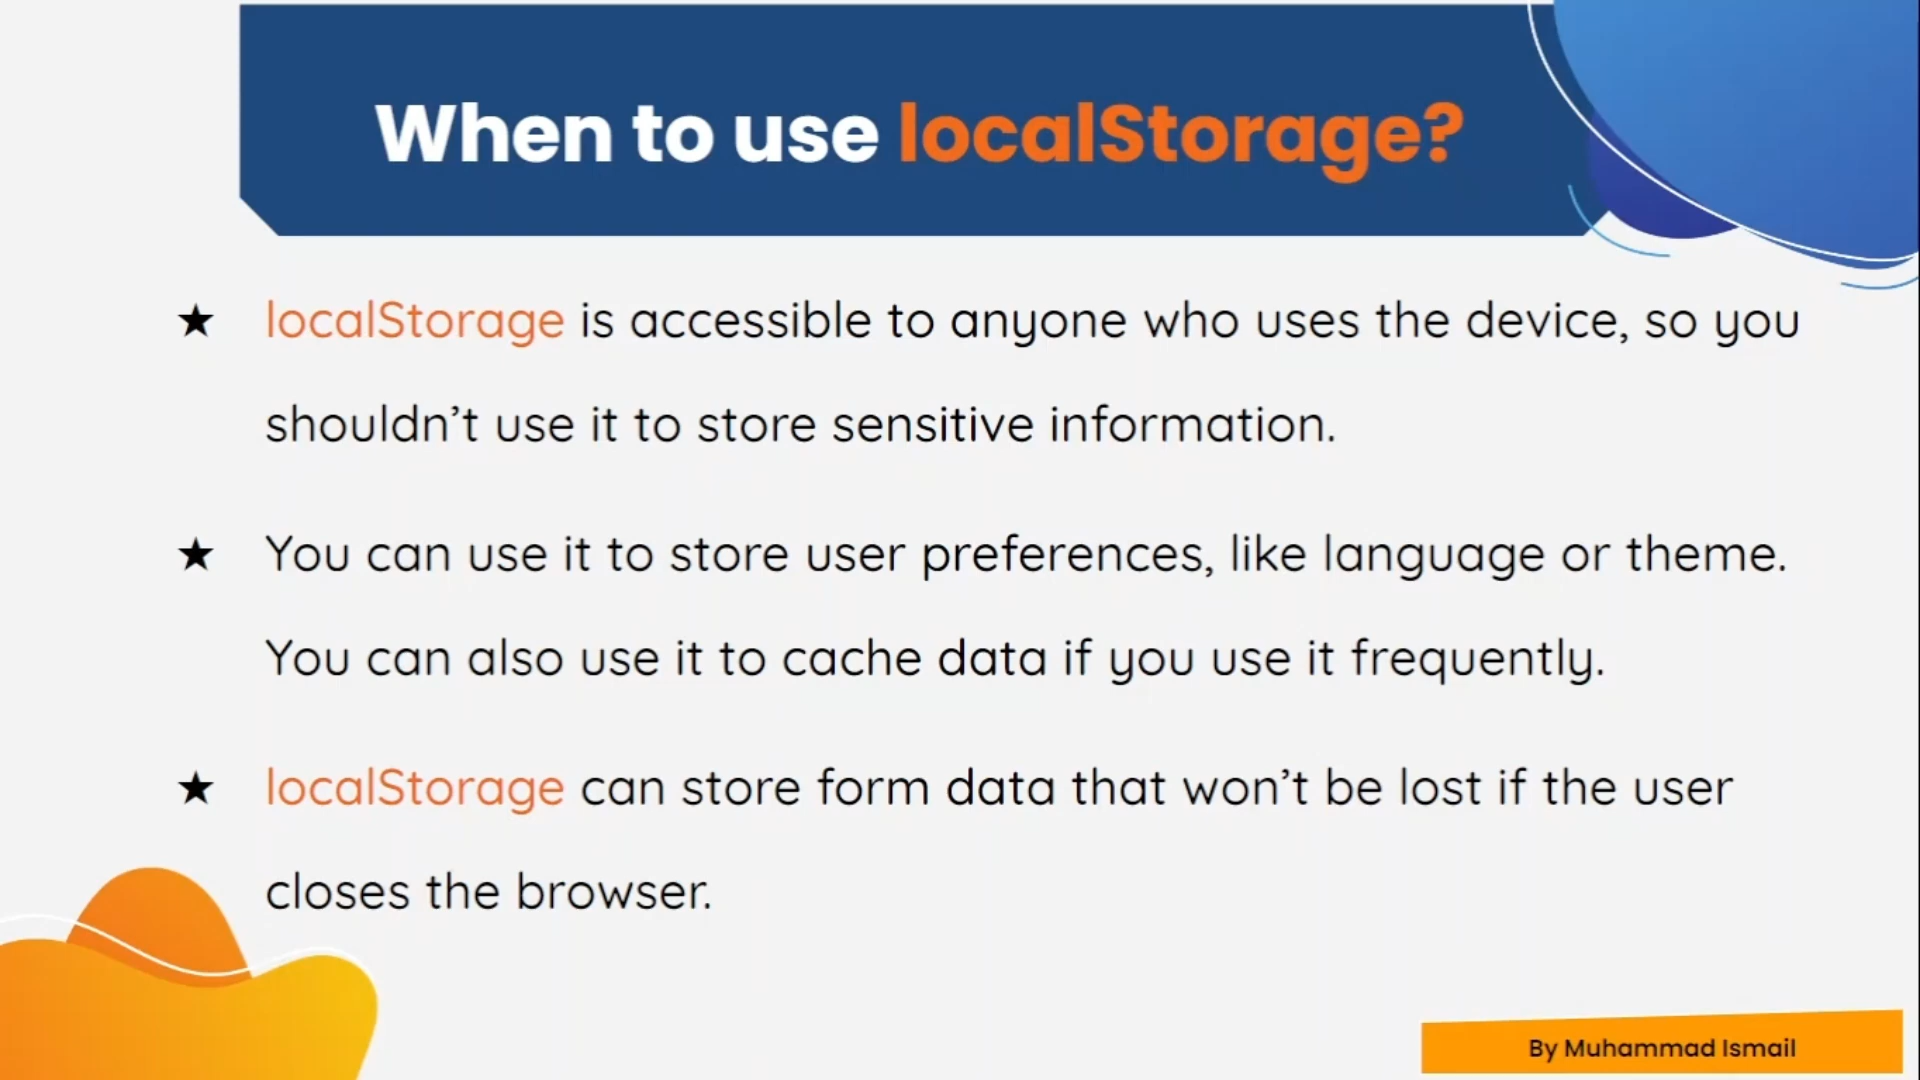 When to use localStorage?
★ localStorage is accessible to anyone who uses the device, so you
shouldn’t use it to store sensitive information.
★ You can use it to store user preferences, like language or theme.
You can also use it to cache data if you use it frequently.
★ localStorage can store form data that won’t be lost if the user
closes the browser.
By Muhammad Ismail